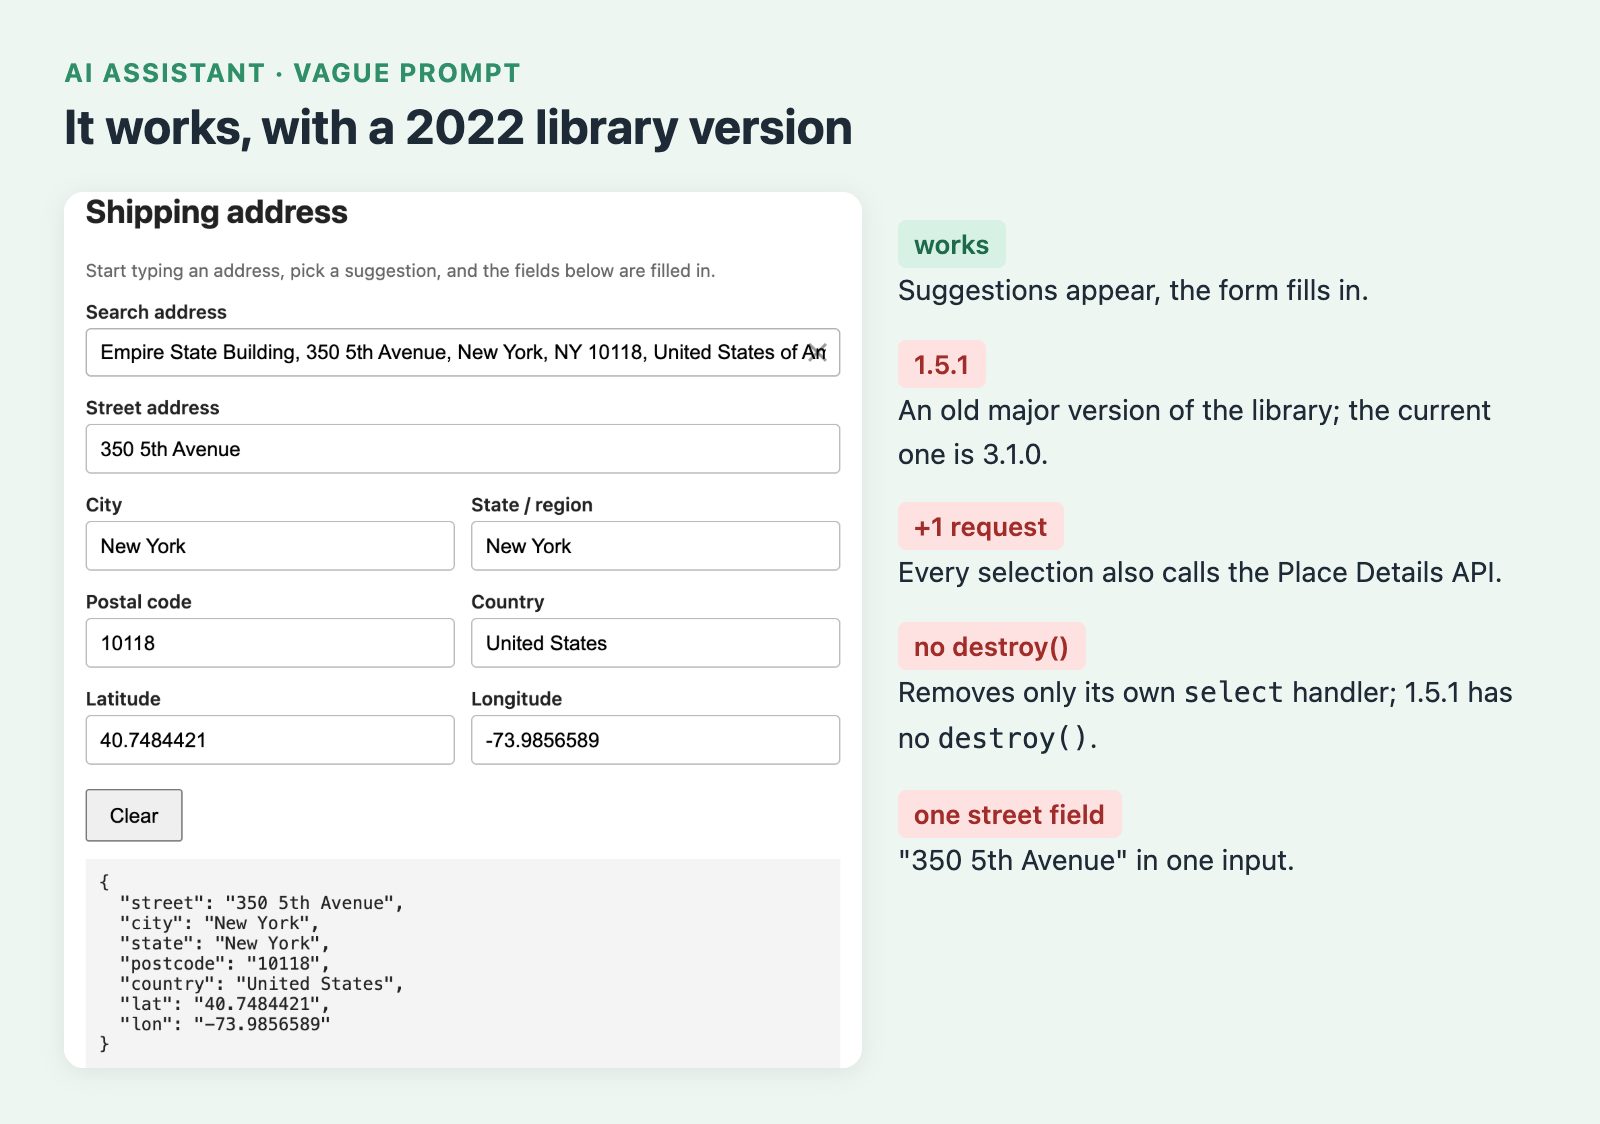 AI ASSISTANT · VAGUE PROMPT
It works, with a 2022 library version
Shipping address
Start typing an address, pick a suggestion, and the fields below are filled in.
Search address
Empire State Building, 350 5th Avenue, New York, NY 10118, United States of Am
Street address
350 5th Avenue
City
State / region
New York
New York
Postal code
Country
10118
United States
Latitude
Longitude
40.7484421
-73.9856589
Clear
{
  "street": "350 5th Avenue",
  "city": "New York",
  "state": "New York",
  "postcode": "10118",
  "country": "United States",
  "lat": "40.7484421",
  "lon": "-73.9856589"
}
works
Suggestions appear, the form fills in.
1.5.1
An old major version of the library; the current
one is 3.1.0.
+1 request
Every selection also calls the Place Details API.
no destroy()
Removes only its own select handler; 1.5.1 has
no destroy().
one street field
"350 5th Avenue" in one input.